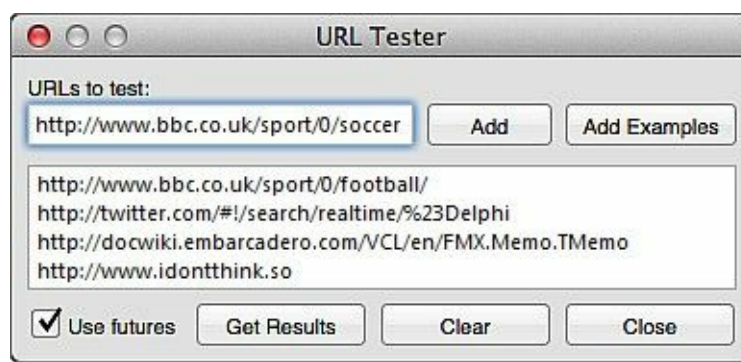 URL Tester
URLs to test:
http://www.bbc.co.uk/sport/0/soccer Add Add Examples
http://www.bbc.co.uk/sport/0/football/
http://twitter.com/#!/search/realtime/%23Delphi
http://docwiki.embarcadero.com/VCL/en/FMX.Memo.TMemo
http://www.idontthink.so
Use futures Get Results Clear Close